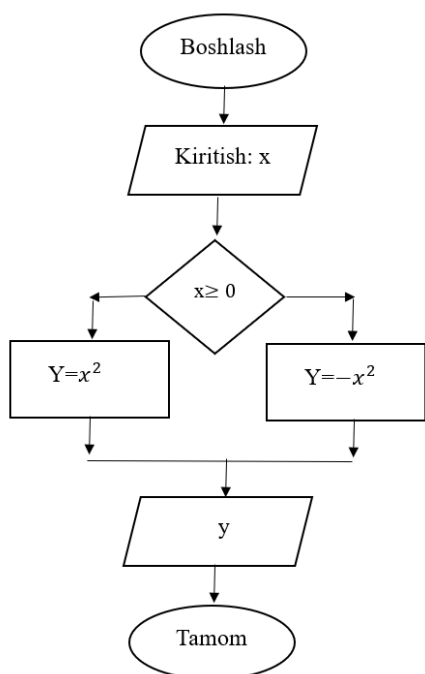 Boshlash
Kiritish: x
x≥ 0
Y=x²
Y=−x²
y
Tamom